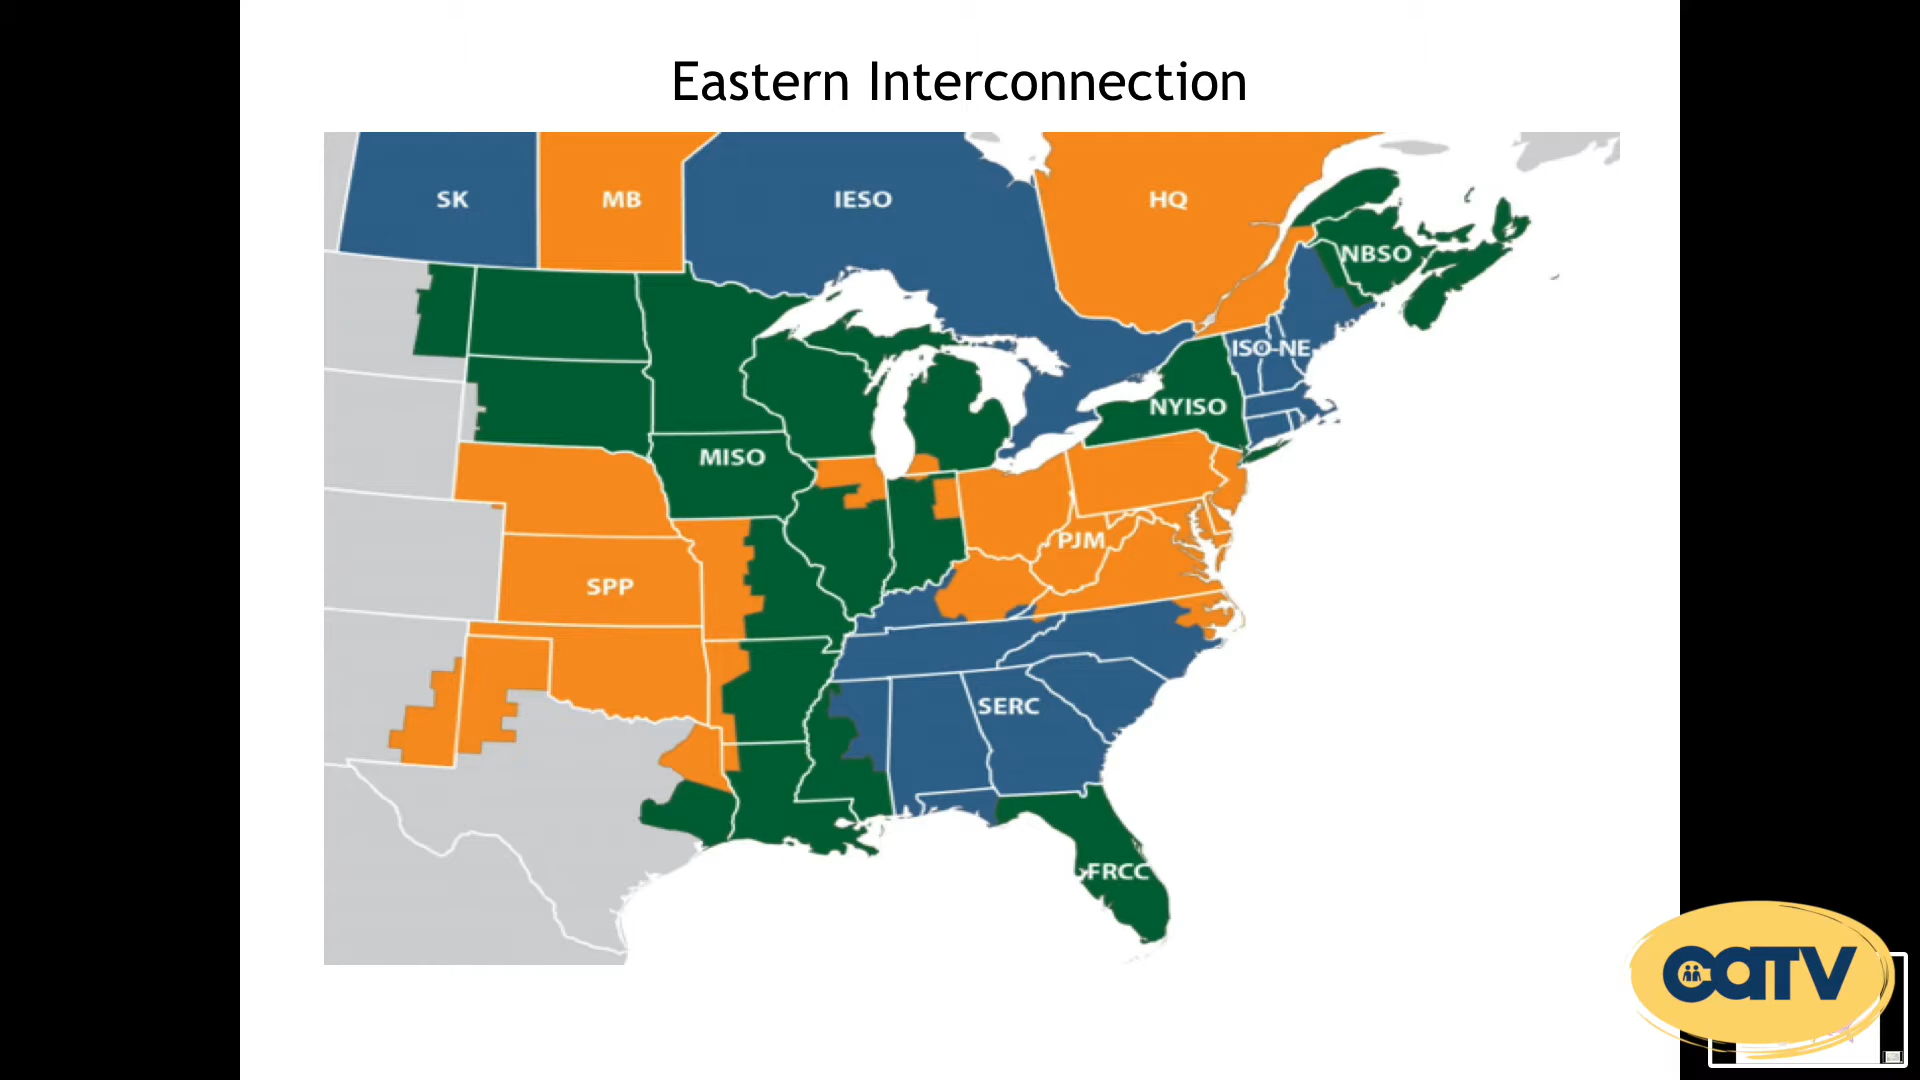 Eastern Interconnection
SK
MB
IESO
HQ
NBSO
ISO-NE
NYISO
MISO
PJM
SPP
SERC
FRCC
CATV